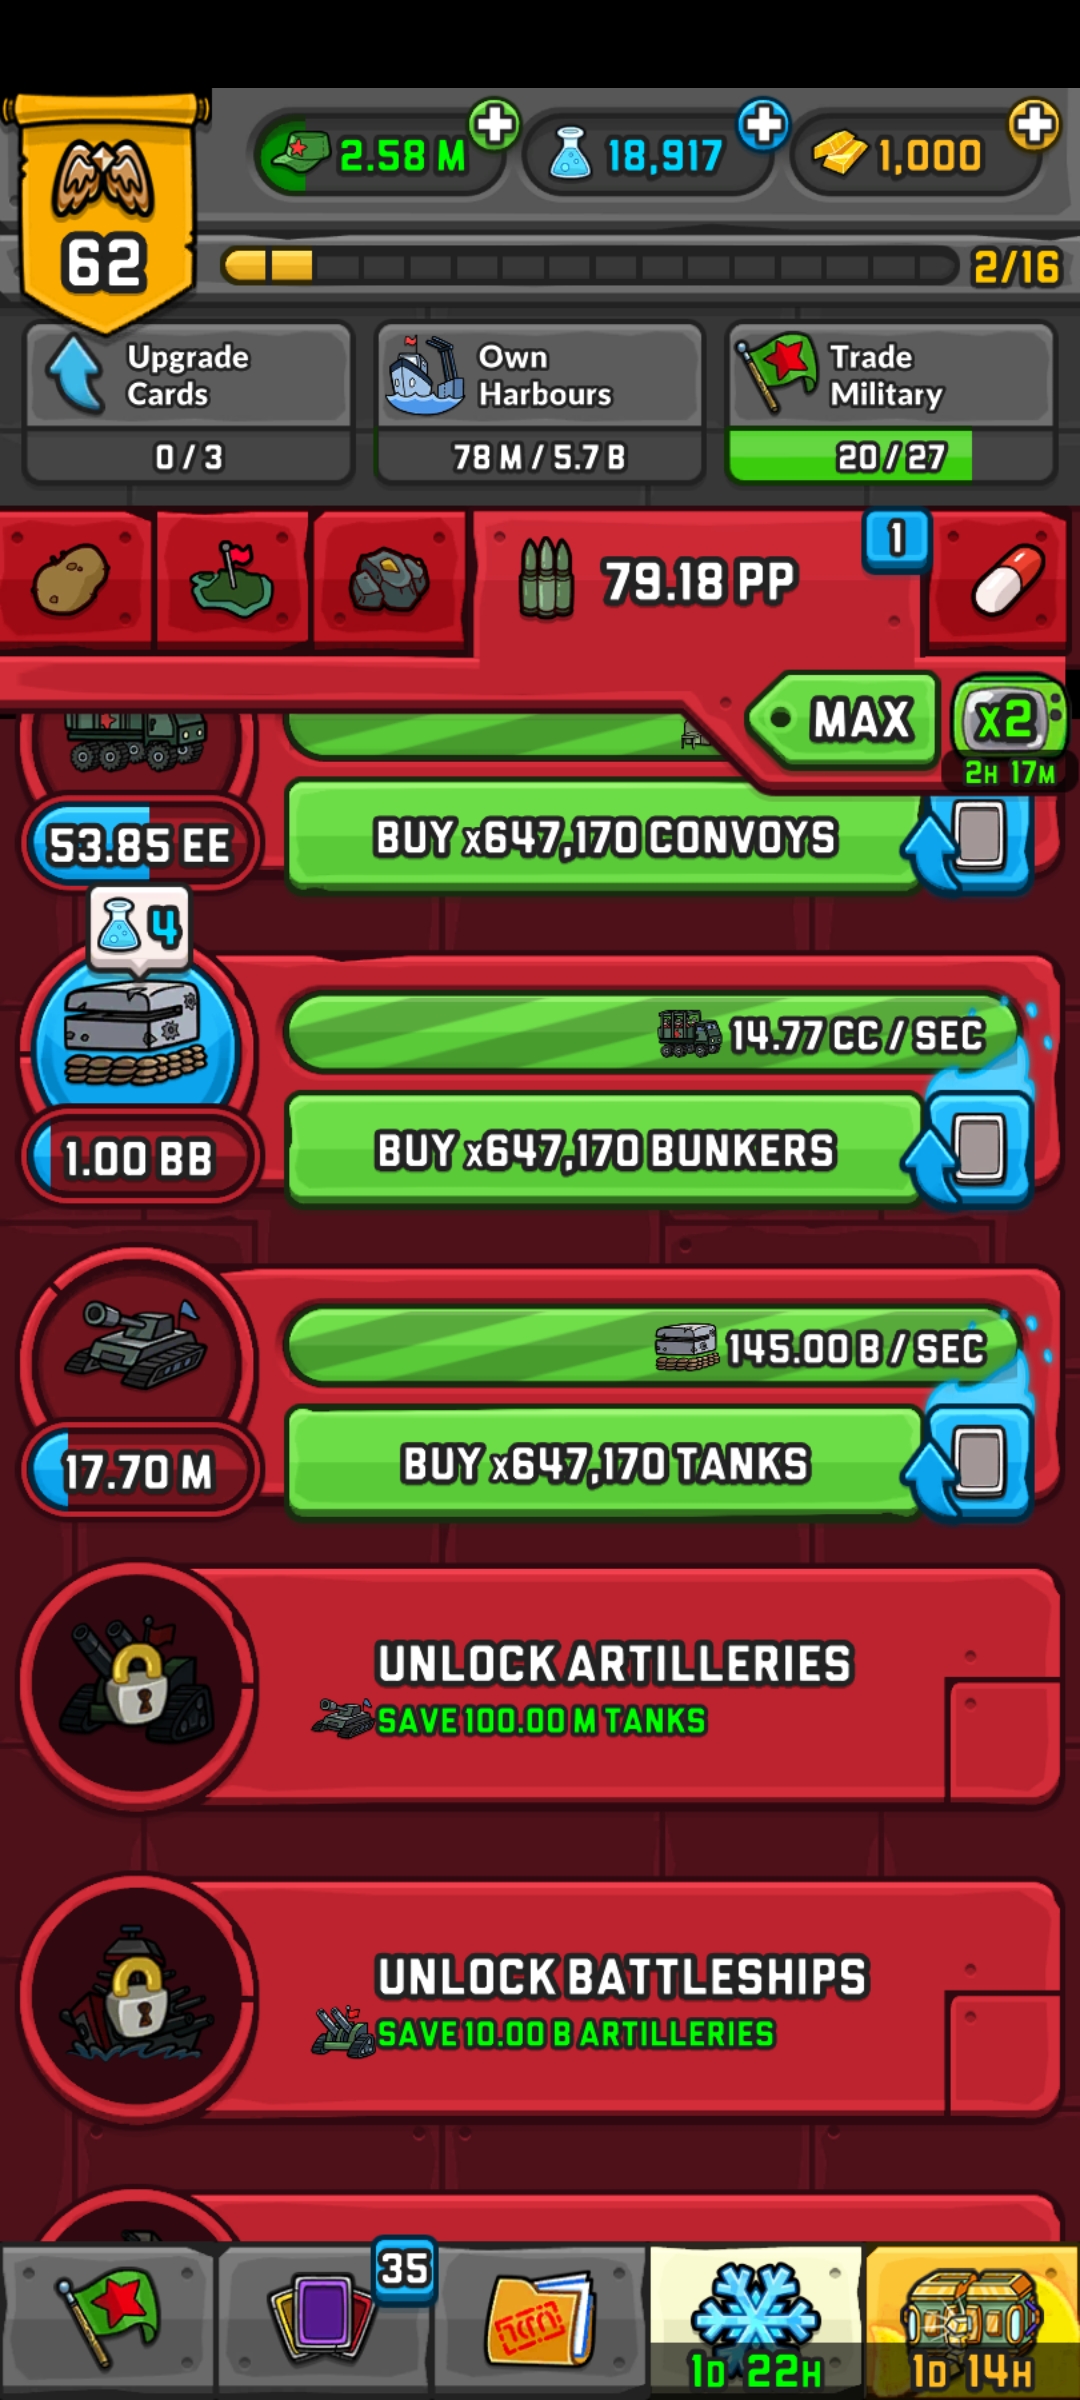 2.58 M
18,917
1,000
62
2/16
Upgrade
Cards
0 / 3
Own
Harbours
78 M / 5.7 B
Trade
Military
20 / 27
79.18 PP
1
MAX
x2
2H 17M
53.85 EE
BUY x647,170 CONVOYS
4
14.77 CC / SEC
1.00 BB
BUY x647,170 BUNKERS
145.00 B / SEC
17.70 M
BUY x647,170 TANKS
UNLOCK ARTILLERIES
SAVE 100.00 M TANKS
UNLOCK BATTLESHIPS
SAVE 10.00 B ARTILLERIES
35
1D 22H
1D 14H